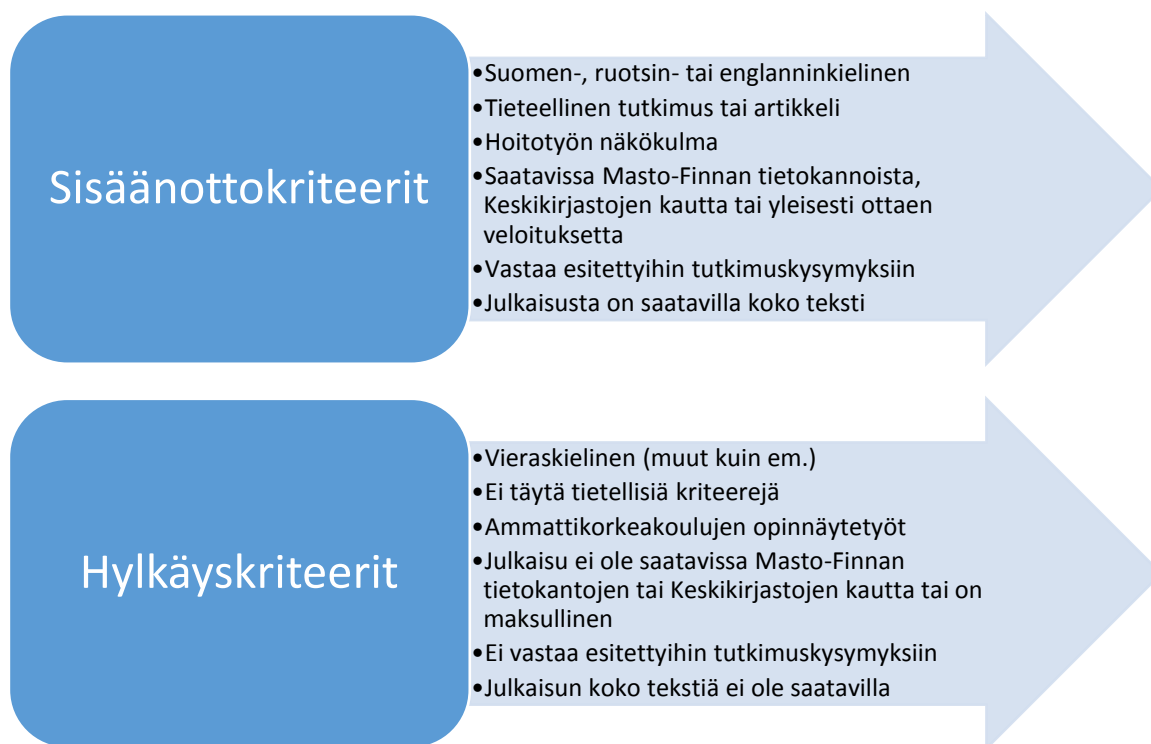 Sisäänottokriteerit
•Suomen-, ruotsin- tai englanninkielinen
•Tieteellinen tutkimus tai artikkeli
•Hoitotyön näkökulma
•Saatavissa Masto-Finnan tietokannoista,
Keskikirjastojen kautta tai yleisesti ottaen
veloituksetta
•Vastaa esitettyihin tutkimuskysymyksiin
•Julkaisusta on saatavilla koko teksti
Hylkäyskriteerit
•Vieraskielinen (muut kuin em.)
•Ei täytä tietellisiä kriteerejä
•Ammattikorkeakoulujen opinnäytetyöt
•Julkaisu ei ole saatavissa Masto-Finnan
tietokantojen tai Keskikirjastojen kautta tai on
maksullinen
•Ei vastaa esitettyihin tutkimuskysymyksiin
•Julkaisun koko tekstiä ei ole saatavilla